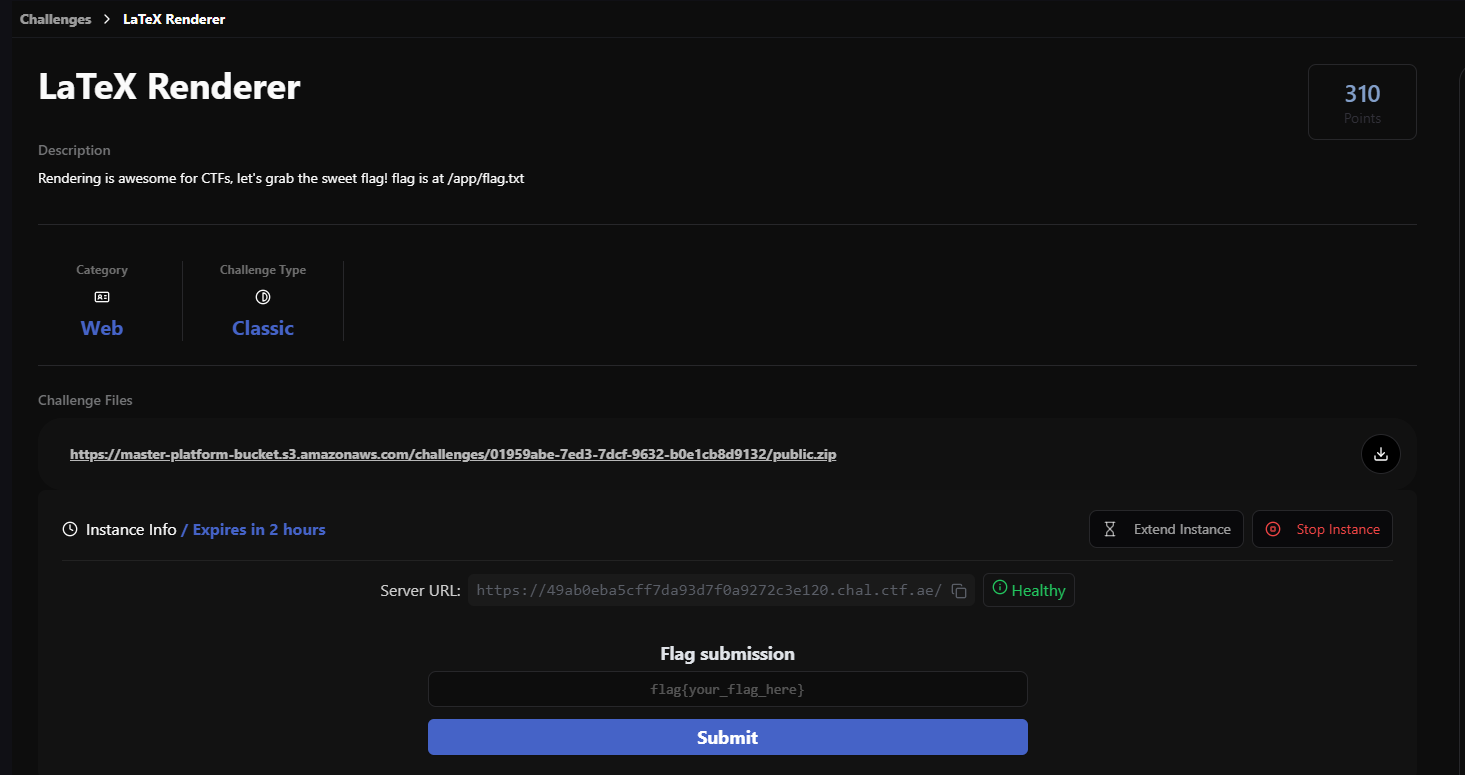 Challenges > LaTeX Renderer
LaTeX Renderer
310
Points
Description
Rendering is awesome for CTFs, let's grab the sweet flag! flag is at /app/flag.txt
Category
Web
Challenge Type
Classic
Challenge Files
https://master-platform-bucket.s3.amazonaws.com/challenges/01959abe-7ed3-7dcf-9632-b0e1cb8d9132/public.zip
Instance Info / Expires in 2 hours
Extend Instance
Stop Instance
Server URL: https://49ab0eba5cff7da93d7f0a9272c3e120.chal.ctf.ae/ Healthy
Flag submission
flag{your_flag_here}
Submit